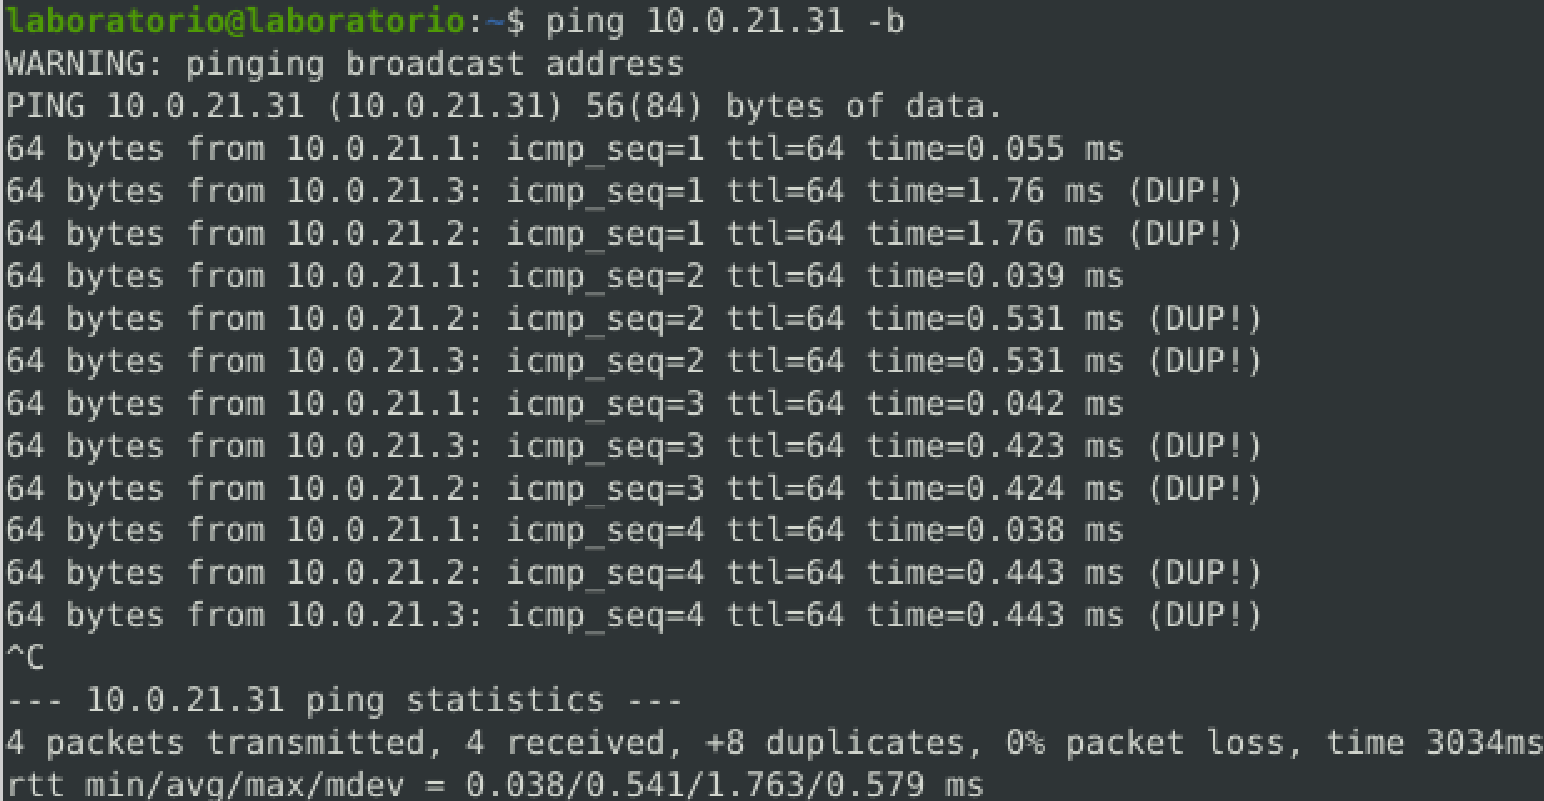 laboratorio@laboratorio:~$ ping 10.0.21.31 -b
WARNING: pinging broadcast address
PING 10.0.21.31 (10.0.21.31) 56(84) bytes of data.
64 bytes from 10.0.21.1: icmp_seq=1 ttl=64 time=0.055 ms
64 bytes from 10.0.21.3: icmp_seq=1 ttl=64 time=1.76 ms (DUP!)
64 bytes from 10.0.21.2: icmp_seq=1 ttl=64 time=1.76 ms (DUP!)
64 bytes from 10.0.21.1: icmp_seq=2 ttl=64 time=0.039 ms
64 bytes from 10.0.21.2: icmp_seq=2 ttl=64 time=0.531 ms (DUP!)
64 bytes from 10.0.21.3: icmp_seq=2 ttl=64 time=0.531 ms (DUP!)
64 bytes from 10.0.21.1: icmp_seq=3 ttl=64 time=0.042 ms
64 bytes from 10.0.21.3: icmp_seq=3 ttl=64 time=0.423 ms (DUP!)
64 bytes from 10.0.21.2: icmp_seq=3 ttl=64 time=0.424 ms (DUP!)
64 bytes from 10.0.21.1: icmp_seq=4 ttl=64 time=0.038 ms
64 bytes from 10.0.21.2: icmp_seq=4 ttl=64 time=0.443 ms (DUP!)
64 bytes from 10.0.21.3: icmp_seq=4 ttl=64 time=0.443 ms (DUP!)
^C
--- 10.0.21.31 ping statistics ---
4 packets transmitted, 4 received, +8 duplicates, 0% packet loss, time 3034ms
rtt min/avg/max/mdev = 0.038/0.541/1.763/0.579 ms